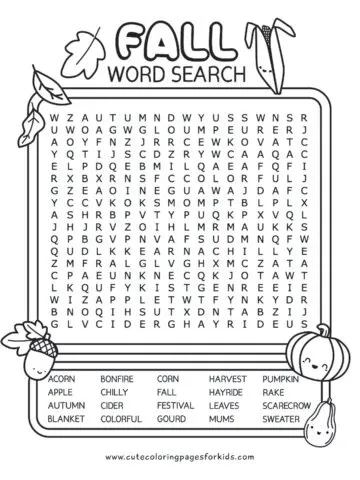 FALL
WORD SEARCH
W Z A U T U M N D W Y U S S W N S R
U W O A G W G L O U M P E U R E R J
A O Y F N Z J R R C E W K O V A T C
Y Q T I J S C D Z R Y W C A A Q A C
E L P D Q E B M I L Q A E A F Q F I
R X B X R N S F C C O L O R F U L J
G Z E A O I N E G U A W A J D A F C
Y C C V K O K S M O M P T B L P L X
A S H R B P V T Y P U Q K P X V Q L
J H J R V Z O I H L M R M A U K K S
Q P B G V P N V A F S U D M N Q F W
Q U D L K K E A R N A C H I L L Y E
Z M F R A L G L V G H X M C Z A T A
C P A E U N K N E C Q K J O T A W T
L K Q U F Y K I S T G E N R E E I E
W I Z A P P L E T W T F Y N K Y D R
B N O Q I H S U T X D N T A B Z I J
G L V C I D E R G H A Y R I D E U S
ACORN BONFIRE CORN HARVEST PUMPKIN
APPLE CHILLY FALL HAYRIDE RAKE
AUTUMN CIDER FESTIVAL LEAVES SCARECROW
BLANKET COLORFUL GOURD MUMS SWEATER
www.cutecoloringpagesforkids.com